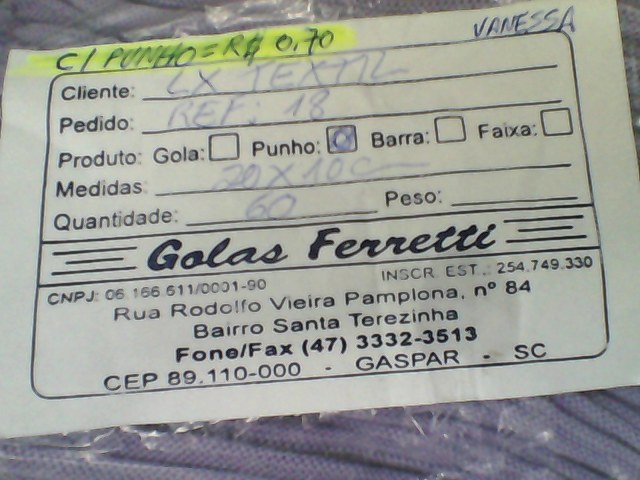 VANESSA
C/ PUNHO = R$ 0,70
Cliente: LX TEXTIL
Pedido: REF: 18
Produto: Gola: Punho: Barra: Faixa:
Medidas: 20 X 10 c
Quantidade: 60 Peso:
Golas Ferretti
CNPJ: 06.166.611/0001-90 INSCR. EST.: 254.749.330
Rua Rodolfo Vieira Pamplona, nº 84
Bairro Santa Terezinha
Fone/Fax (47) 3332-3513
CEP 89.110-000 - GASPAR - SC